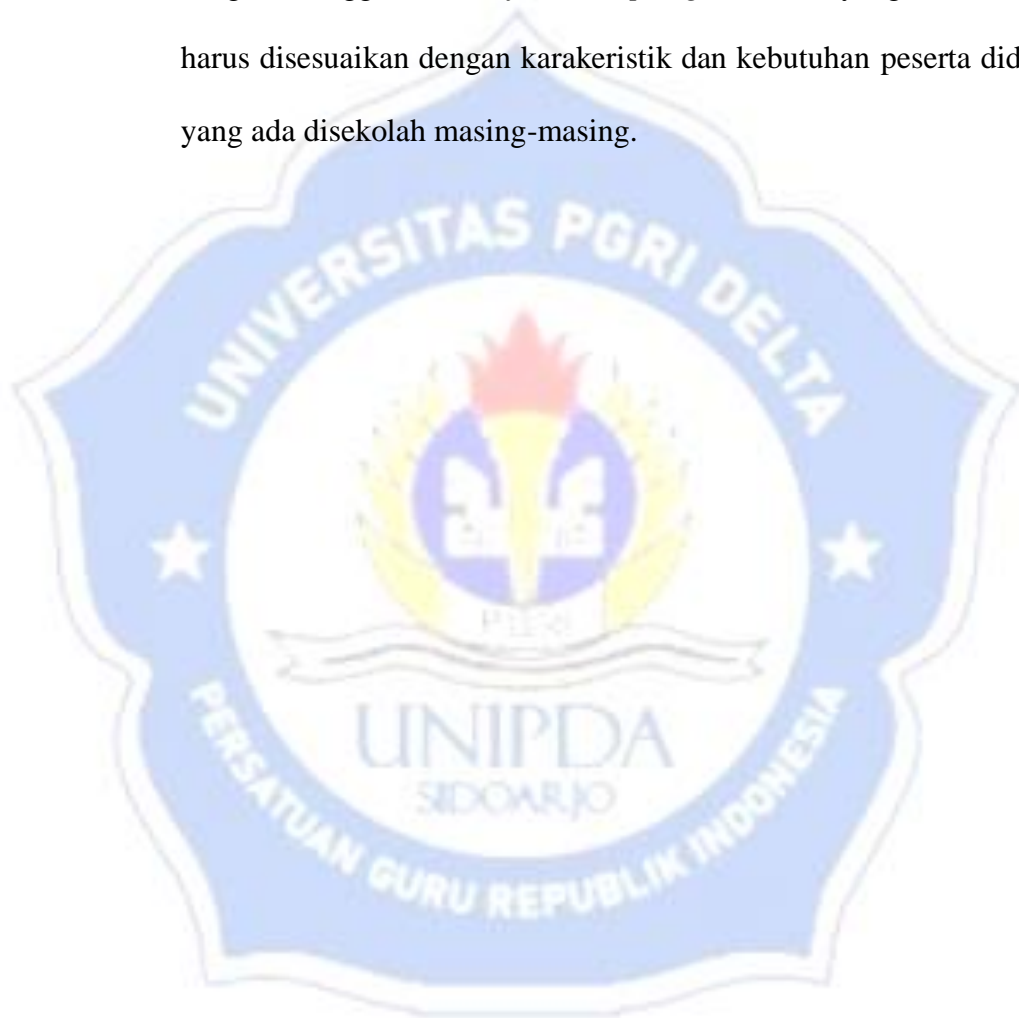 harus disesuaikan dengan karakeristik dan kebutuhan peserta did
yang ada disekolah masing-masing.
UNIVERSITAS PGRI DELTA
PGRI
UNIPDA
SIDOARJO
PERSATUAN GURU REPUBLIK INDONESIA